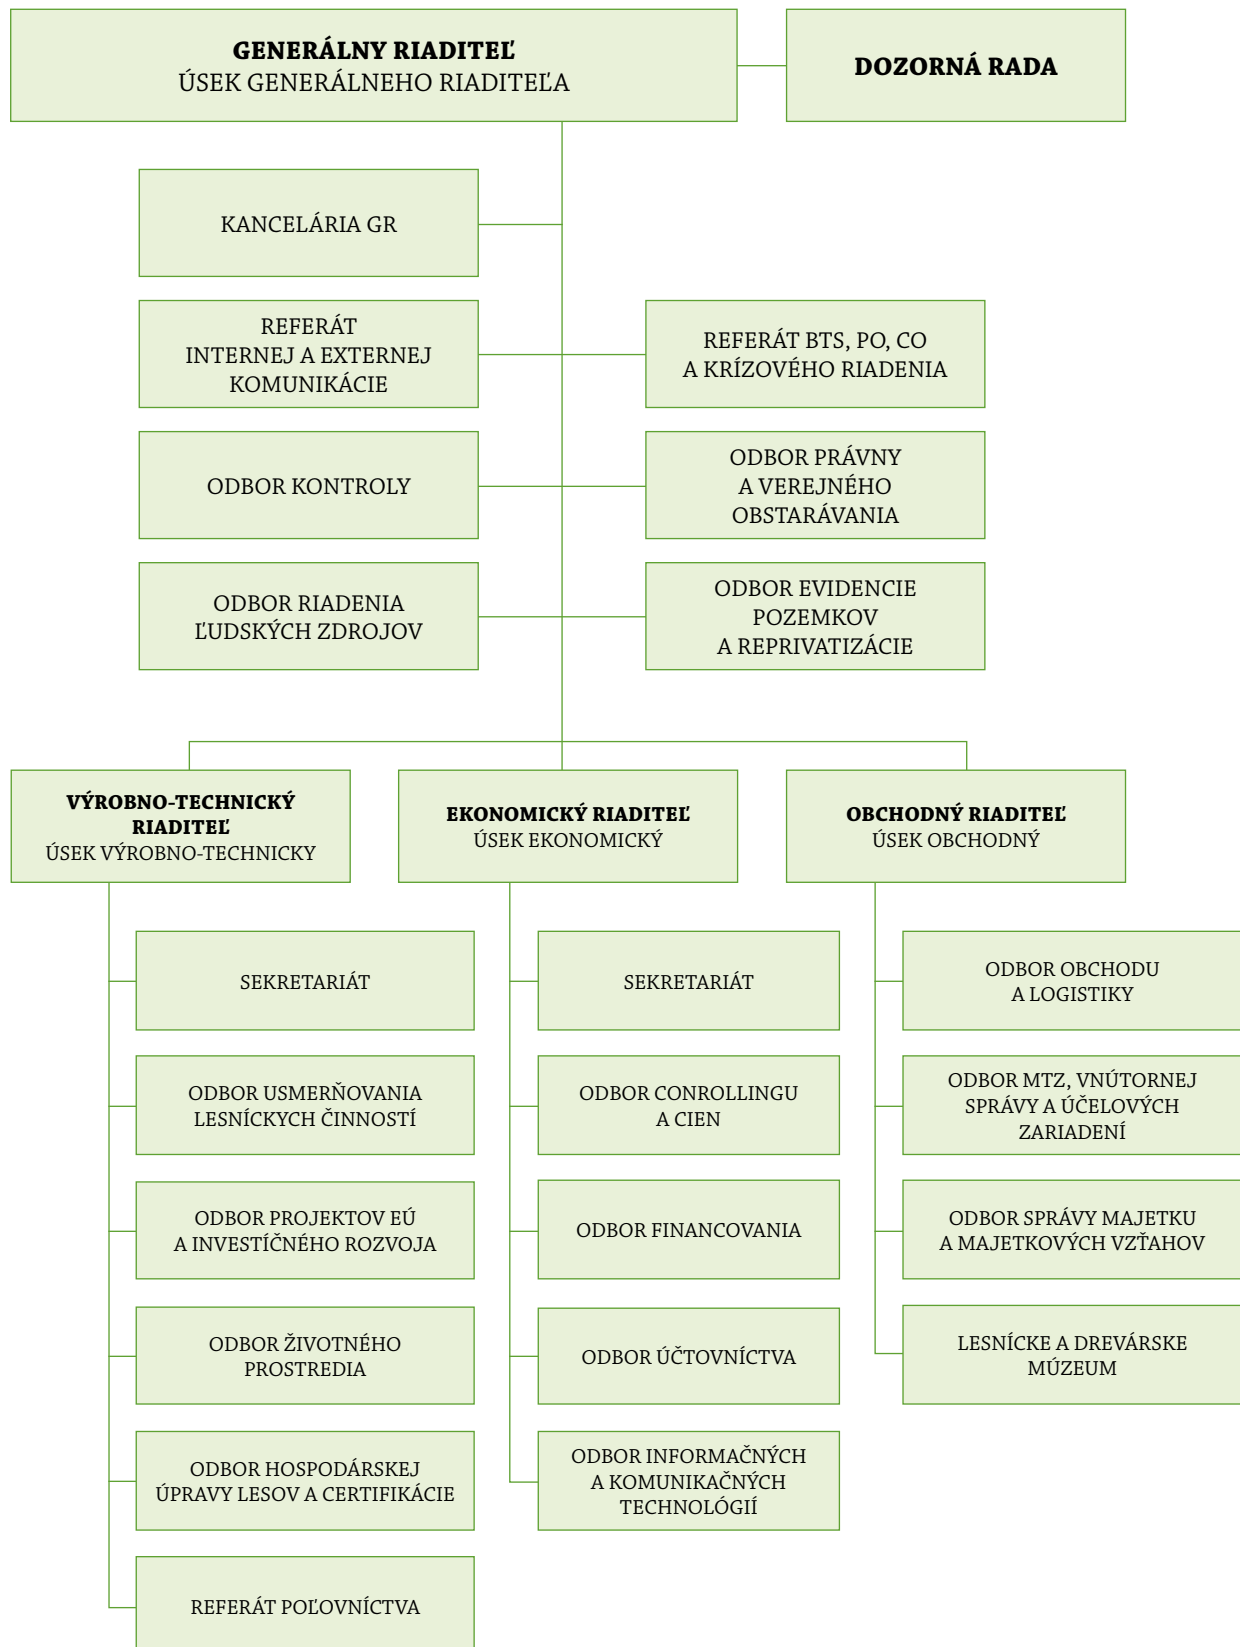 GENERÁLNY RIADITEĽ
ÚSEK GENERÁLNEHO RIADITEĽA
DOZORNÁ RADA
KANCELÁRIA GR
REFERÁT
INTERNEJ A EXTERNEJ
KOMUNIKÁCIE
REFERÁT BTS, PO, CO
A KRÍZOVÉHO RIADENIA
ODBOR KONTROLY
ODBOR PRÁVNY
A VEREJNÉHO
OBSTARÁVANIA
ODBOR RIADENIA
ĽUDSKÝCH ZDROJOV
ODBOR EVIDENCIE
POZEMKOV
A REPRIVATIZÁCIE
VÝROBNO-TECHNICKÝ
RIADITEĽ
ÚSEK VÝROBNO-TECHNICKY
EKONOMICKÝ RIADITEĽ
ÚSEK EKONOMICKÝ
OBCHODNÝ RIADITEĽ
ÚSEK OBCHODNÝ
SEKRETARIÁT
ODBOR USMERŇOVANIA
LESNÍCKYCH ČINNOSTÍ
ODBOR PROJEKTOV EÚ
A INVESTÍČNÉHO ROZVOJA
ODBOR ŽIVOTNÉHO
PROSTREDIA
ODBOR HOSPODÁRSKEJ
ÚPRAVY LESOV A CERTIFIKÁCIE
REFERÁT POĽOVNÍCTVA
SEKRETARIÁT
ODBOR CONROLLINGU
A CIEN
ODBOR FINANCOVANIA
ODBOR ÚČTOVNÍCTVA
ODBOR INFORMAČNÝCH
A KOMUNIKAČNÝCH
TECHNOLÓGIÍ
ODBOR OBCHODU
A LOGISTIKY
ODBOR MTZ, VNÚTORNEJ
SPRÁVY A ÚČELOVÝCH
ZARIADENÍ
ODBOR SPRÁVY MAJETKU
A MAJETKOVÝCH VZŤAHOV
LESNÍCKE A DREVÁRSKE
MÚZEUM